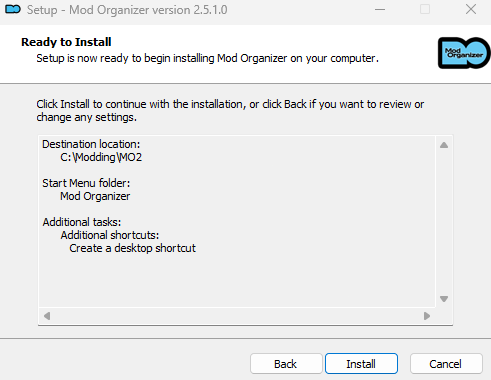 Setup - Mod Organizer version 2.5.1.0
Ready to Install
Setup is now ready to begin installing Mod Organizer on your computer.
Mod
Organizer
Click Install to continue with the installation, or click Back if you want to review or
change any settings.
Destination location:
C:\Modding\MO2
Start Menu folder:
Mod Organizer
Additional tasks:
Additional shortcuts:
Create a desktop shortcut
Back
Install
Cancel